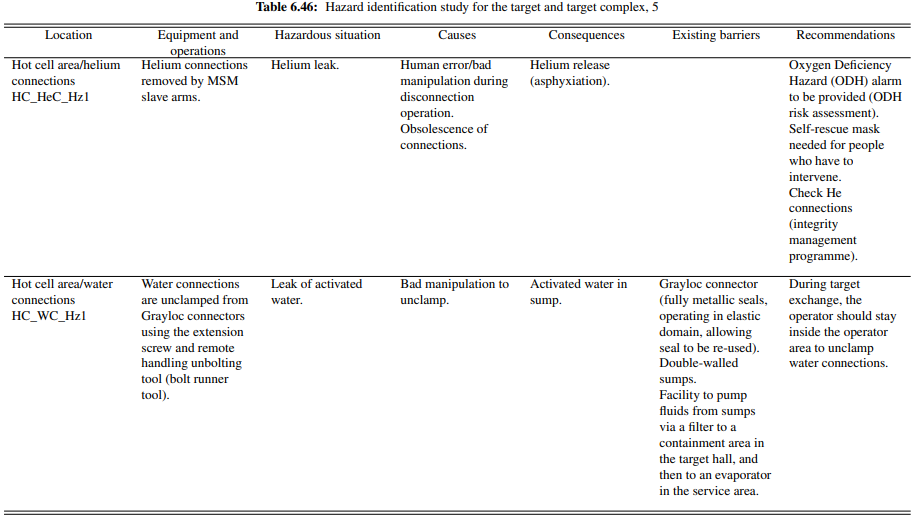 Table 6.46: Hazard identification study for the target and target complex, 5
Location
Equipment and
operations
Hazardous situation
Causes
Consequences
Existing barriers
Recommendations
Hot cell area/helium
connections
HC_HeC_Hz1
Helium connections
removed by MSM
slave arms.
Helium leak.
Human error/bad
manipulation during
disconnection
operation.
Obsolescence of
connections.
Helium release
(asphyxiation).
Oxygen Deficiency
Hazard (ODH) alarm
to be provided (ODH
risk assessment).
Self-rescue mask
needed for people
who have to
intervene.
Check He
connections
(integrity
management
programme).
Hot cell area/water
connections
HC_WC_Hz1
Water connections
are unclamped from
Grayloc connectors
using the extension
screw and remote
handling unbolting
tool (bolt runner
tool).
Leak of activated
water.
Bad manipulation to
unclamp.
Activated water in
sump.
Grayloc connector
(fully metallic seals,
operating in elastic
domain, allowing
seal to be re-used).
Double-walled
sumps.
Facility to pump
fluids from sumps
via a filter to a
containment area in
the target hall, and
then to an evaporator
in the service area.
During target
exchange, the
operator should stay
inside the operator
area to unclamp
water connections.